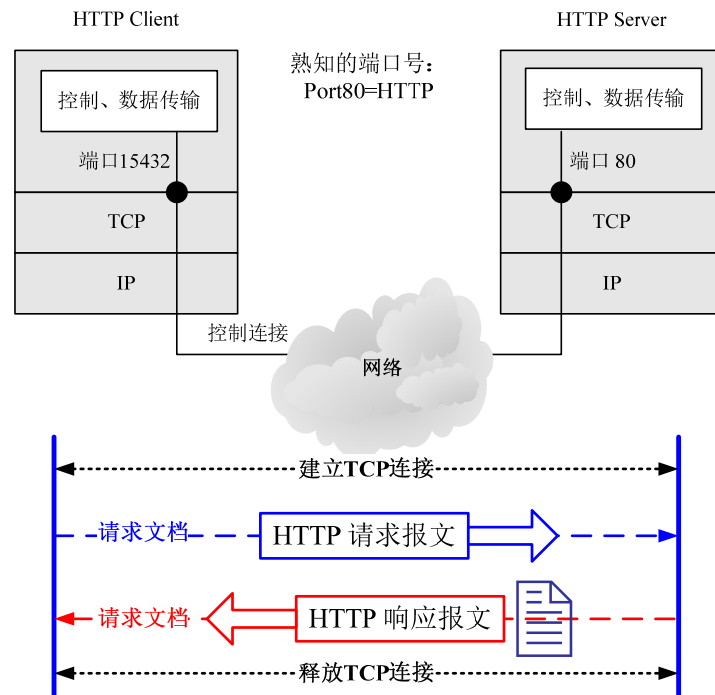 HTTP Client
HTTP Server
熟知的端口号：
Port80=HTTP
控制、数据传输
控制、数据传输
端口15432
端口 80
TCP
TCP
IP
IP
控制连接
网络
建立TCP连接
请求文档
HTTP 请求报文
请求文档
HTTP 响应报文
释放TCP连接